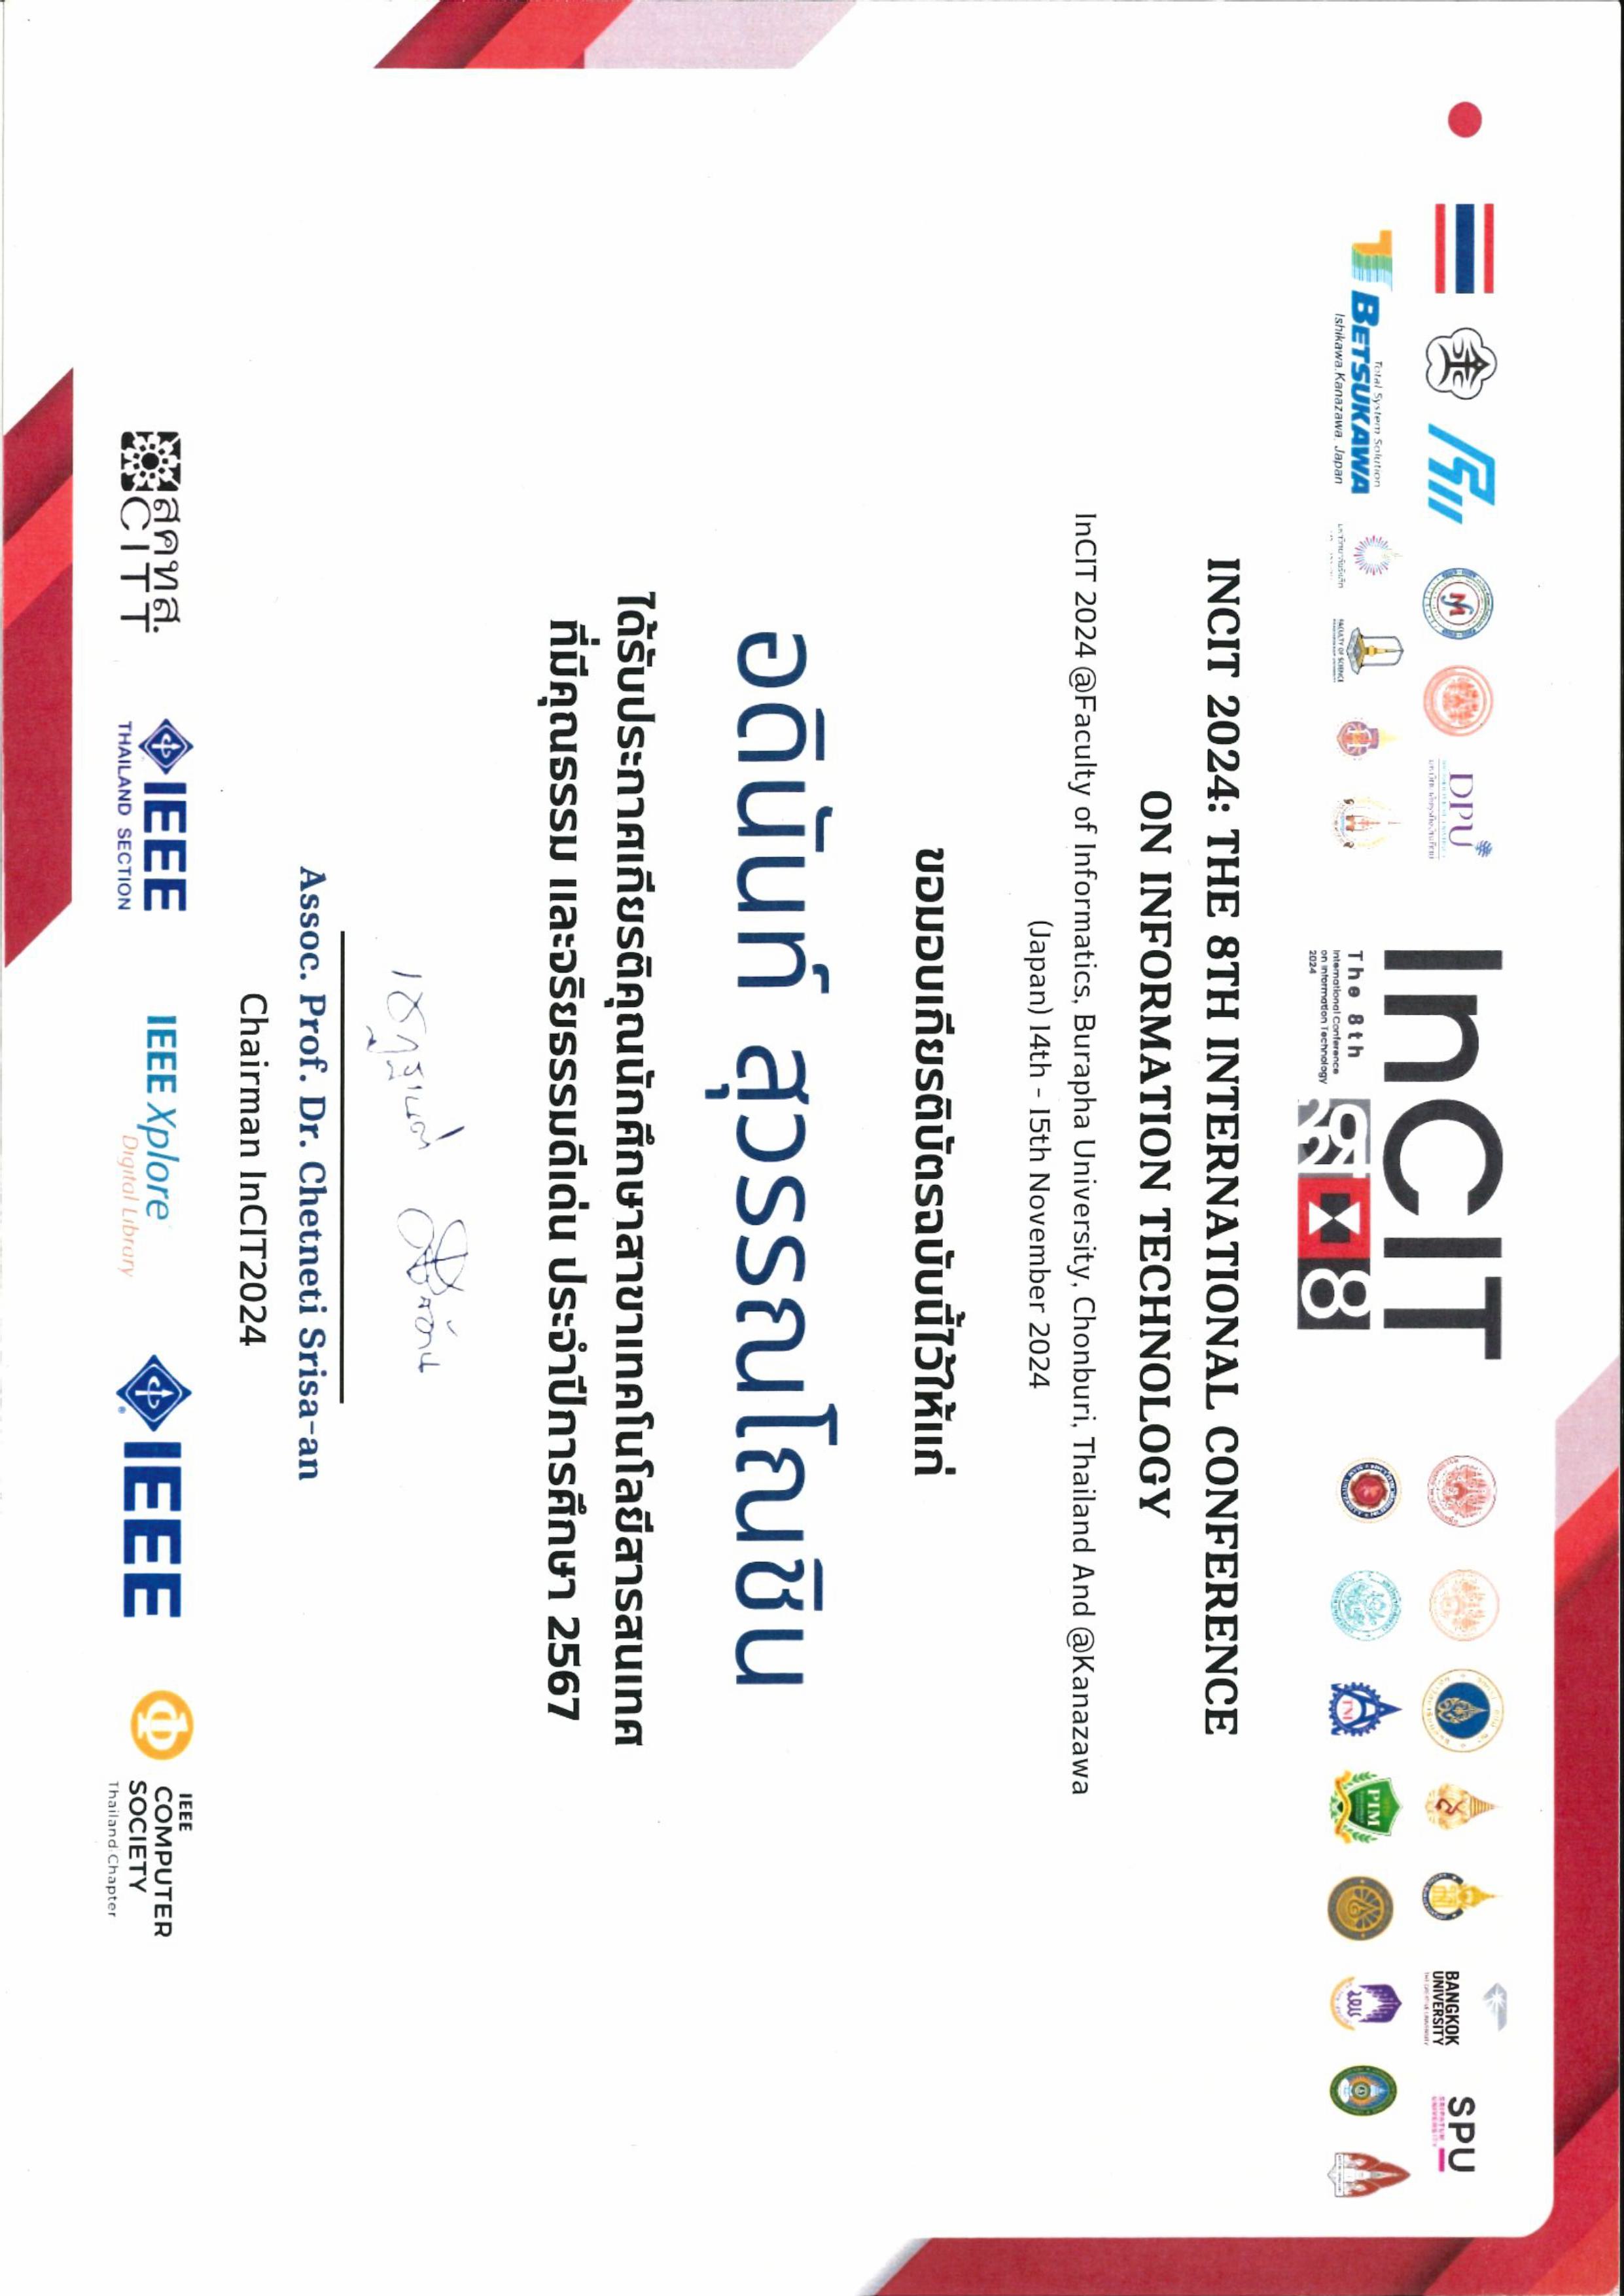 DPU
InCIT
The 8th
International Conference
on Information Technology
2024
8
BANGKOK
UNIVERSITY
SPU
SRIPATUM
UNIVERSITY
Total System Solution
BETSUKAWA
Ishikawa.Kanazawa. Japan
FACULTY OF SCIENCE
TNI
PIM
INCIT 2024: THE 8TH INTERNATIONAL CONFERENCE
ON INFORMATION TECHNOLOGY
InCIT 2024 @Faculty of Informatics, Burapha University, Chonburi, Thailand And @Kanazawa
(Japan) 14th - 15th November 2024
ขอมอบเกียรติบัตรฉบับนี้ไว้ให้แก่
อดินันท์ สุวรรณโณชิน
ได้รับประกาศเกียรติคุณนักศึกษาสาขาเทคโนโลยีสารสนเทศ
ที่มีคุณธรรม และจริยธรรมดีเด่น ประจำปีการศึกษา 2567
Assoc. Prof. Dr. Chetneti Srisa-an
Chairman InCIT2024
สคทส.
CITT
IEEE
THAILAND SECTION
IEEE Xplore
Digital Library
IEEE
IEEE
COMPUTER
SOCIETY
Thailand Chapter